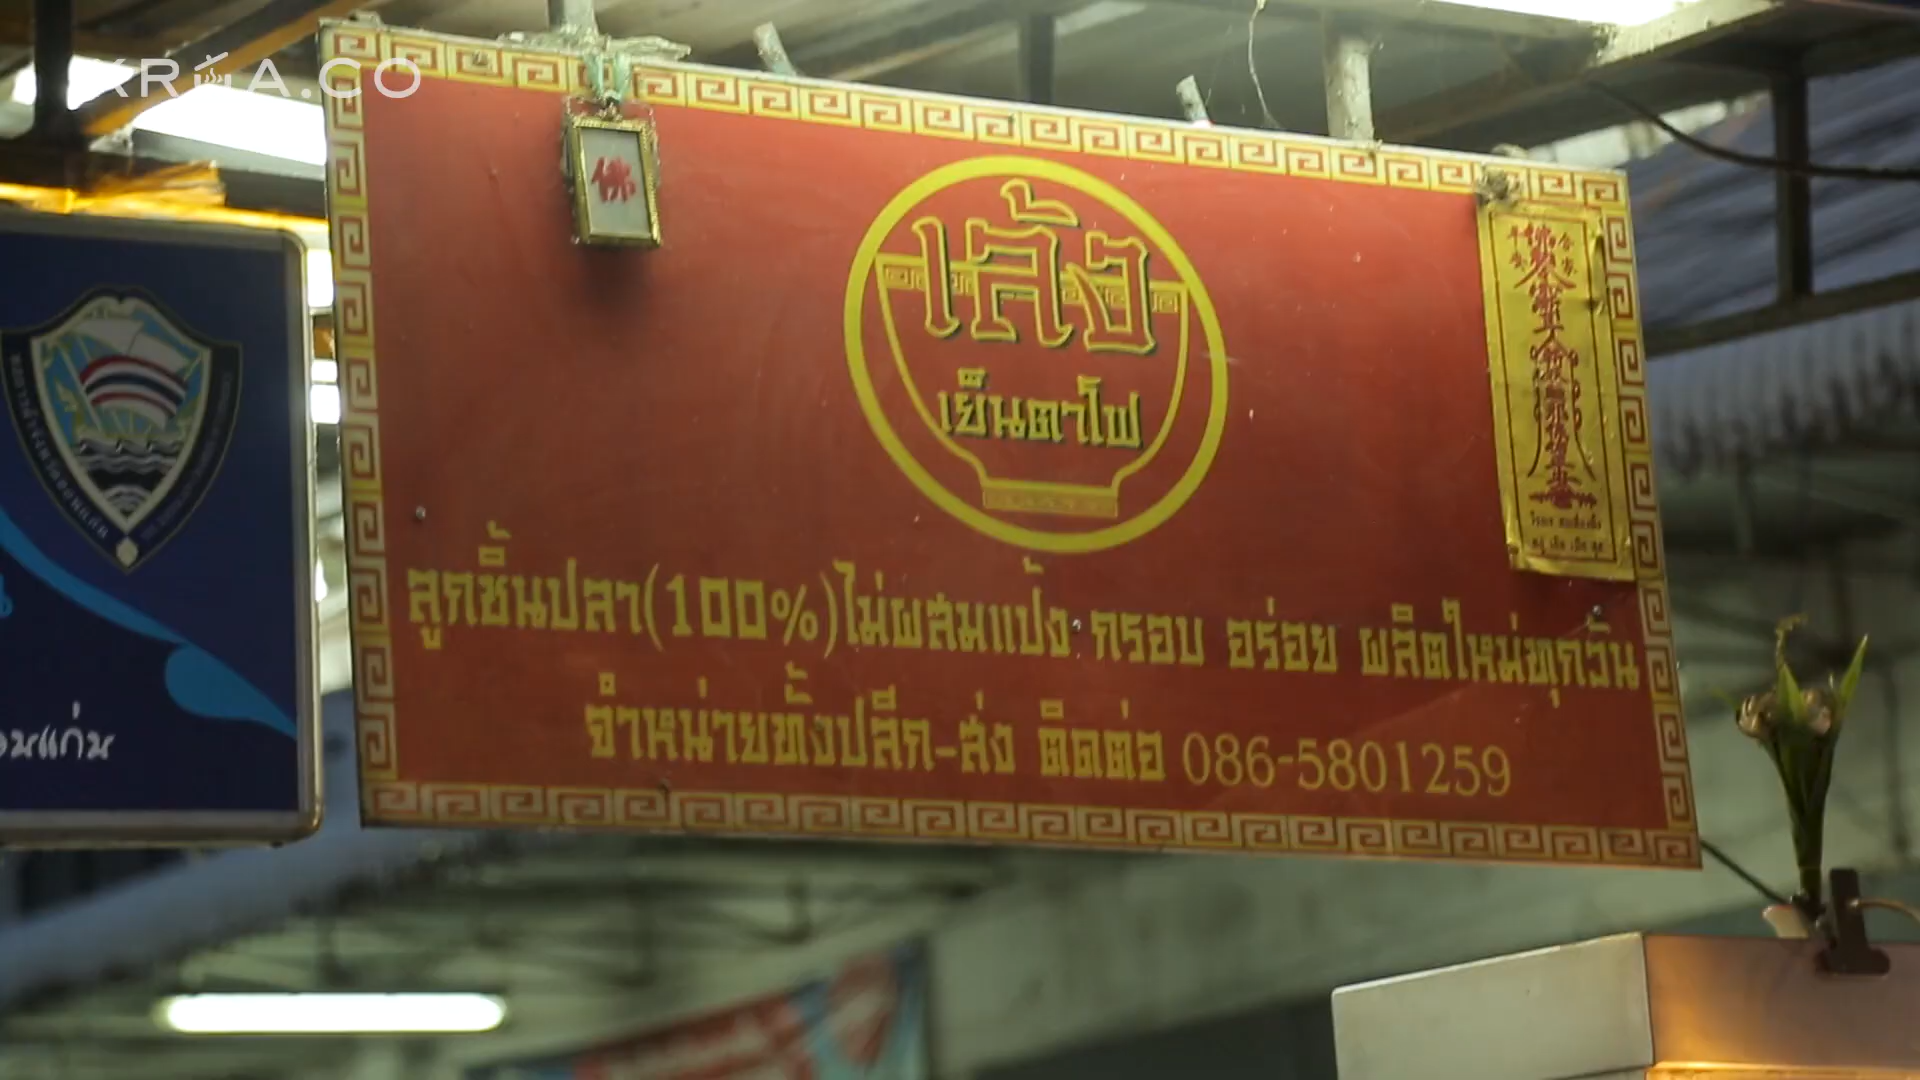 KRUA.CO
佛
เล้ง
เย็นตาโฟ
ลูกชิ้นปลา(100%)ไม่ผสมแป้ง กรอบ อร่อย ผลิตใหม่ทุกวัน
จำหน่ายทั้งปลีก-ส่ง ติดต่อ 086-5801259